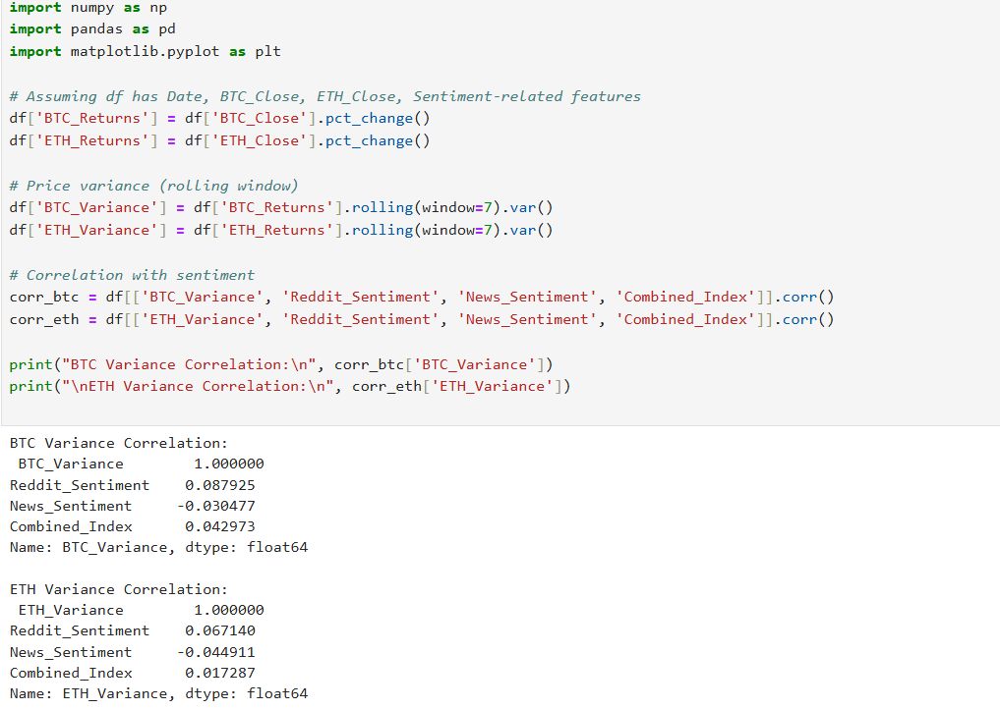 import numpy as np
import pandas as pd
import matplotlib.pyplot as plt
# Assuming df has Date, BTC_Close, ETH_Close, Sentiment-related features
df['BTC_Returns'] = df['BTC_Close'].pct_change()
df['ETH_Returns'] = df['ETH_Close'].pct_change()
# Price variance (rolling window)
df['BTC_Variance'] = df['BTC_Returns'].rolling(window=7).var()
df['ETH_Variance'] = df['ETH_Returns'].rolling(window=7).var()
# Correlation with sentiment
corr_btc = df[['BTC_Variance', 'Reddit_Sentiment', 'News_Sentiment', 'Combined_Index']].corr()
corr_eth = df[['ETH_Variance', 'Reddit_Sentiment', 'News_Sentiment', 'Combined_Index']].corr()
print("BTC Variance Correlation:\n", corr_btc['BTC_Variance'])
print("\nETH Variance Correlation:\n", corr_eth['ETH_Variance'])
BTC Variance Correlation:
BTC_Variance        1.000000
Reddit_Sentiment    0.087925
News_Sentiment     -0.030477
Combined_Index      0.042973
Name: BTC_Variance, dtype: float64
ETH Variance Correlation:
ETH_Variance        1.000000
Reddit_Sentiment    0.067140
News_Sentiment     -0.044911
Combined_Index      0.017287
Name: ETH_Variance, dtype: float64